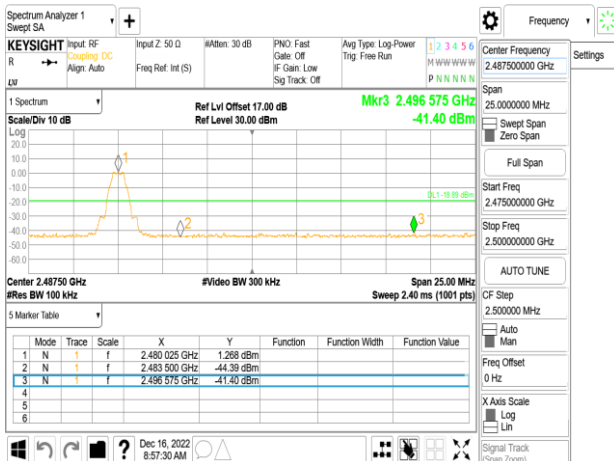 Spectrum Analyzer 1
Swept SA
+
Frequency
Settings
KEYSIGHT
R
Input: RF
Coupling: DC
Align: Auto
Input Z: 50 Ω
Freq Ref: Int (S)
#Atten: 30 dB
PNO: Fast
Gate: Off
IF Gain: Low
Sig Track: Off
Avg Type: Log-Power
Trig: Free Run
1 2 3 4 5 6
M W W W W W
P N N N N N
1 Spectrum
Scale/Div 10 dB
Ref Lvl Offset 17.00 dB
Ref Level 30.00 dBm
Mkr3 2.496 575 GHz
-41.40 dBm
Log
20.0
10.0
0.00
-10.0
-20.0
-30.0
-40.0
-50.0
-60.0
1
2
3
DL1 -18.89 dBm
Center 2.48750 GHz
#Res BW 100 kHz
#Video BW 300 kHz
Span 25.00 MHz
Sweep 2.40 ms (1001 pts)
5 Marker Table
Mode Trace Scale X Y Function Function Width Function Value
1 N 1 f 2.480 025 GHz 1.268 dBm
2 N 1 f 2.483 500 GHz -44.39 dBm
3 N 1 f 2.496 575 GHz -41.40 dBm
4
5
6
?
Dec 16, 2022
8:57:30 AM
Center Frequency
2.487500000 GHz
Span
25.0000000 MHz
Swept Span
Zero Span
Full Span
Start Freq
2.475000000 GHz
Stop Freq
2.500000000 GHz
AUTO TUNE
CF Step
2.500000 MHz
Auto
Man
Freq Offset
0 Hz
X Axis Scale
Log
Lin
Signal Track
(Span Zoom)